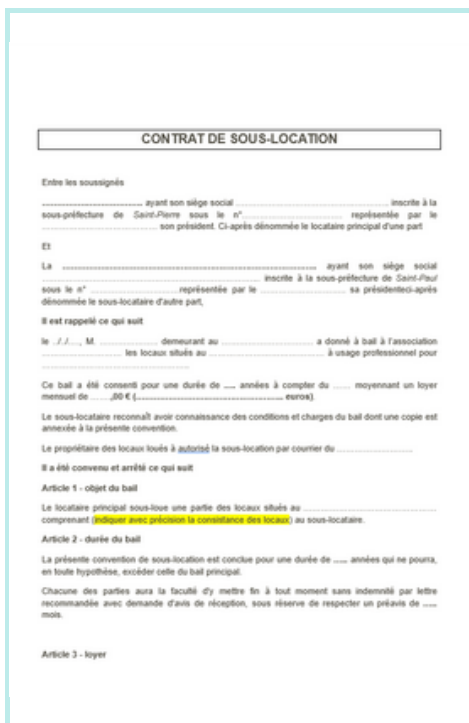 CONTRAT DE SOUS-LOCATION
Entre les soussignés
................................ ayant son siège social ................................................ inscrite à la
sous-préfecture de Saint-Pierre sous le n°................................ représentée par le
.................................... son président. Ci-après dénommée le locataire principal d'une part
Et
La ................................................................................ ayant son siège social
.................................................................... inscrite à la sous-préfecture de Saint-Paul
sous le n° ............................représentée par le ........................... sa présidenteci-après
dénommée le sous-locataire d'autre part,
Il est rappelé ce qui suit
le ../../...., M. ................... demeurant au ............................. a donné à bail à l'association
......................... les locaux situés au .................................... à usage professionnel pour
..............................................
Ce bail a été consenti pour une durée de .... années à compter du ...... moyennant un loyer
mensuel de ......,00 € (................................................ euros).
Le sous-locataire reconnaît avoir connaissance des conditions et charges du bail dont une copie est
annexée à la présente convention.
Le propriétaire des locaux loués à autorisé la sous-location par courrier du ........................
Il a été convenu et arrêté ce qui suit
Article 1 - objet du bail
Le locataire principal sous-loue une partie des locaux situés au ..........................................
comprenant (indiquer avec précision la consistance des locaux) au sous-locataire.
Article 2 - durée du bail
La présente convention de sous-location est conclue pour une durée de ..... années qui ne pourra,
en toute hypothèse, excéder celle du bail principal.
Chacune des parties aura la faculté d'y mettre fin à tout moment sans indemnité par lettre
recommandée avec demande d'avis de réception, sous réserve de respecter un préavis de .....
mois.
Article 3 - loyer